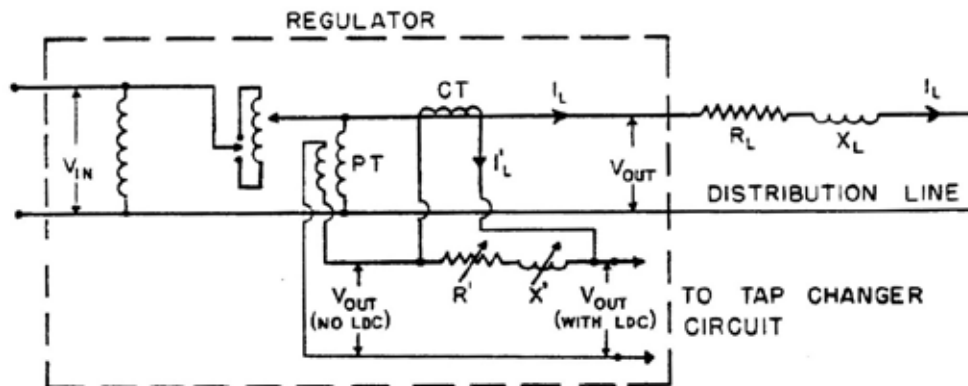 REGULATOR
CT
I_L
I_L
V_IN
PT
I'_L
V_OUT
R_L
X_L
DISTRIBUTION LINE
V_OUT
(NO LDC)
R'
X'
V_OUT
(WITH LDC)
TO TAP CHANGER
CIRCUIT